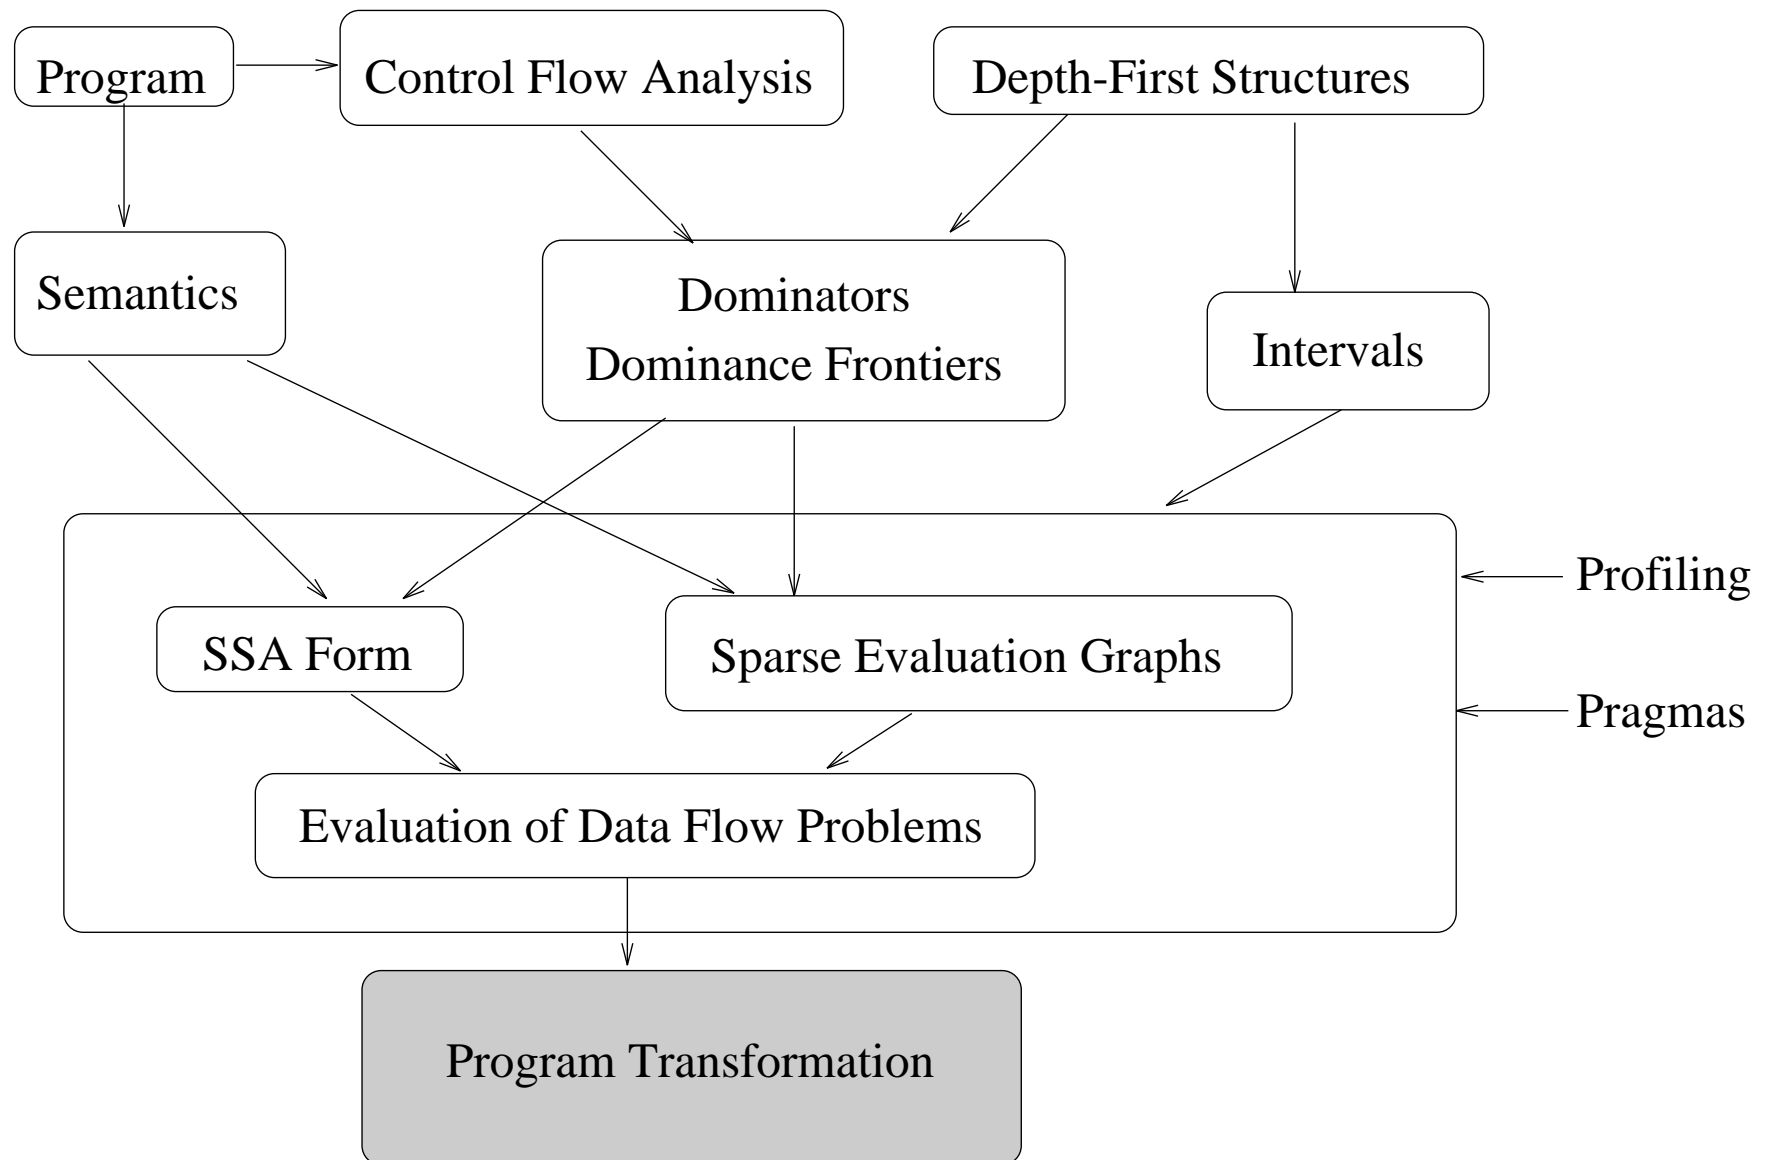 Program
Control Flow Analysis
Depth-First Structures
Semantics
Dominators
Dominance Frontiers
Intervals
Profiling
SSA Form
Sparse Evaluation Graphs
Pragmas
Evaluation of Data Flow Problems
Program Transformation